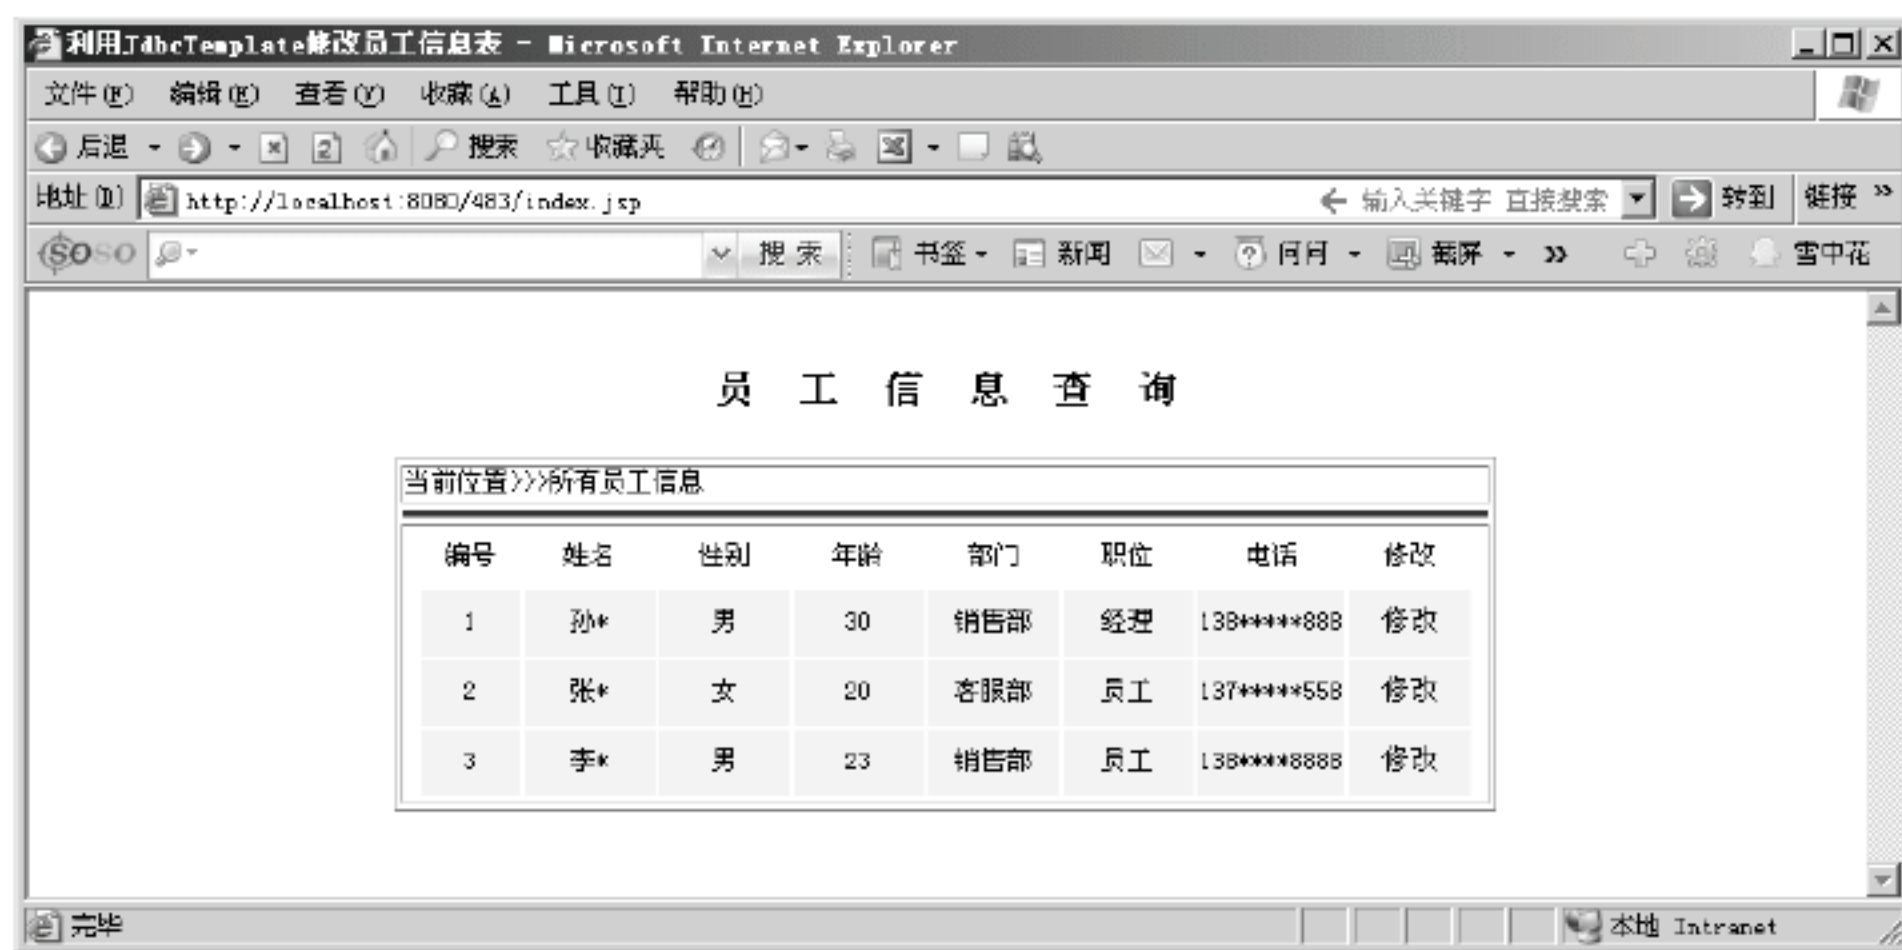 利用JdbcTemplate修改员工信息表 - Microsoft Internet Explorer
文件(F) 编辑(E) 查看(V) 收藏(A) 工具(T) 帮助(H)
后退 搜索 收藏夹
地址(D) http://localhost:8080/483/index.jsp 输入关键字 直接搜索 转到 链接 »
SOSO 搜 索 书签 新闻 问问 截屏 » 雪中花
员 工 信 息 查 询
当前位置>>>所有员工信息
编号 姓名 性别 年龄 部门 职位 电话 修改
1 孙* 男 30 销售部 经理 138*****888 修改
2 张* 女 20 客服部 员工 137*****558 修改
3 李* 男 23 销售部 员工 138****8888 修改
完毕 本地 Intranet